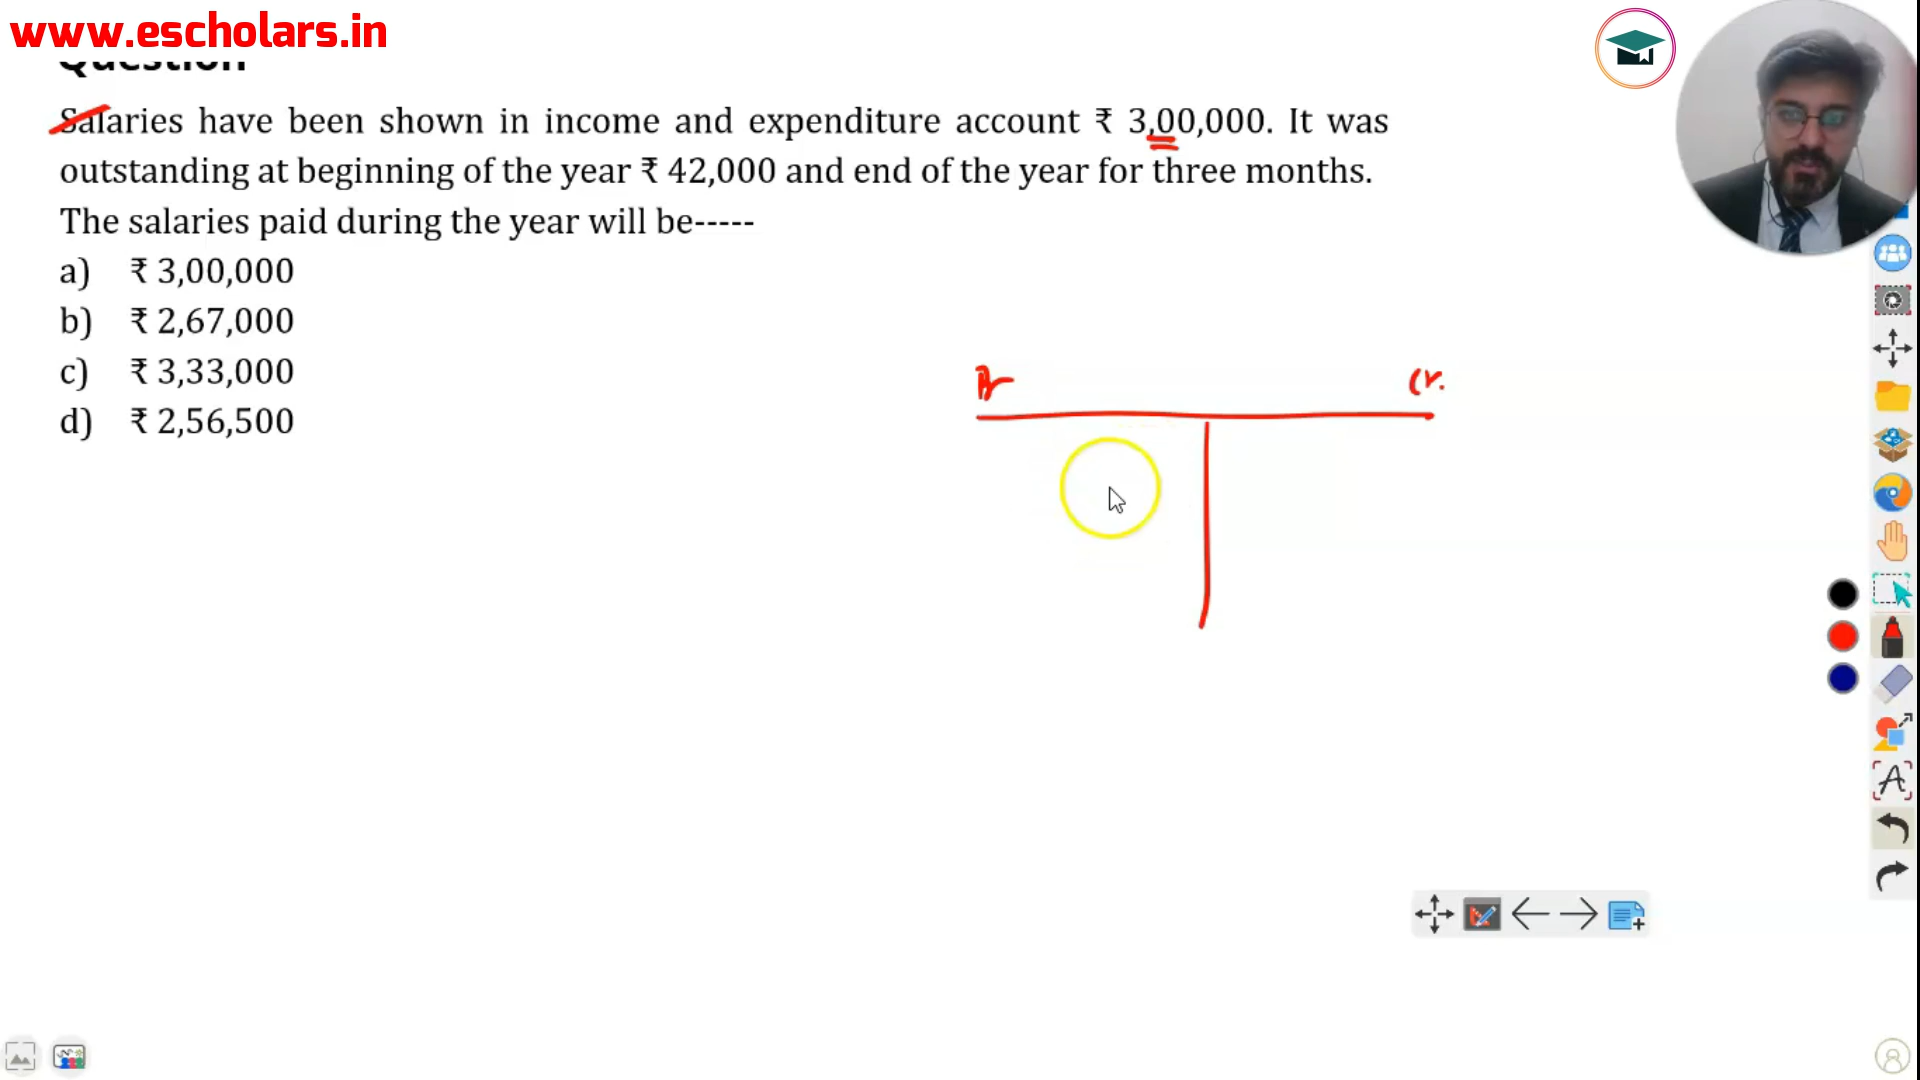 www.escholars.in
Question
Salaries have been shown in income and expenditure account ₹ 3,00,000. It was
outstanding at beginning of the year ₹ 42,000 and end of the year for three months.
The salaries paid during the year will be-----
a) ₹ 3,00,000
b) ₹ 2,67,000
c) ₹ 3,33,000
d) ₹ 2,56,500
Dr Cr.